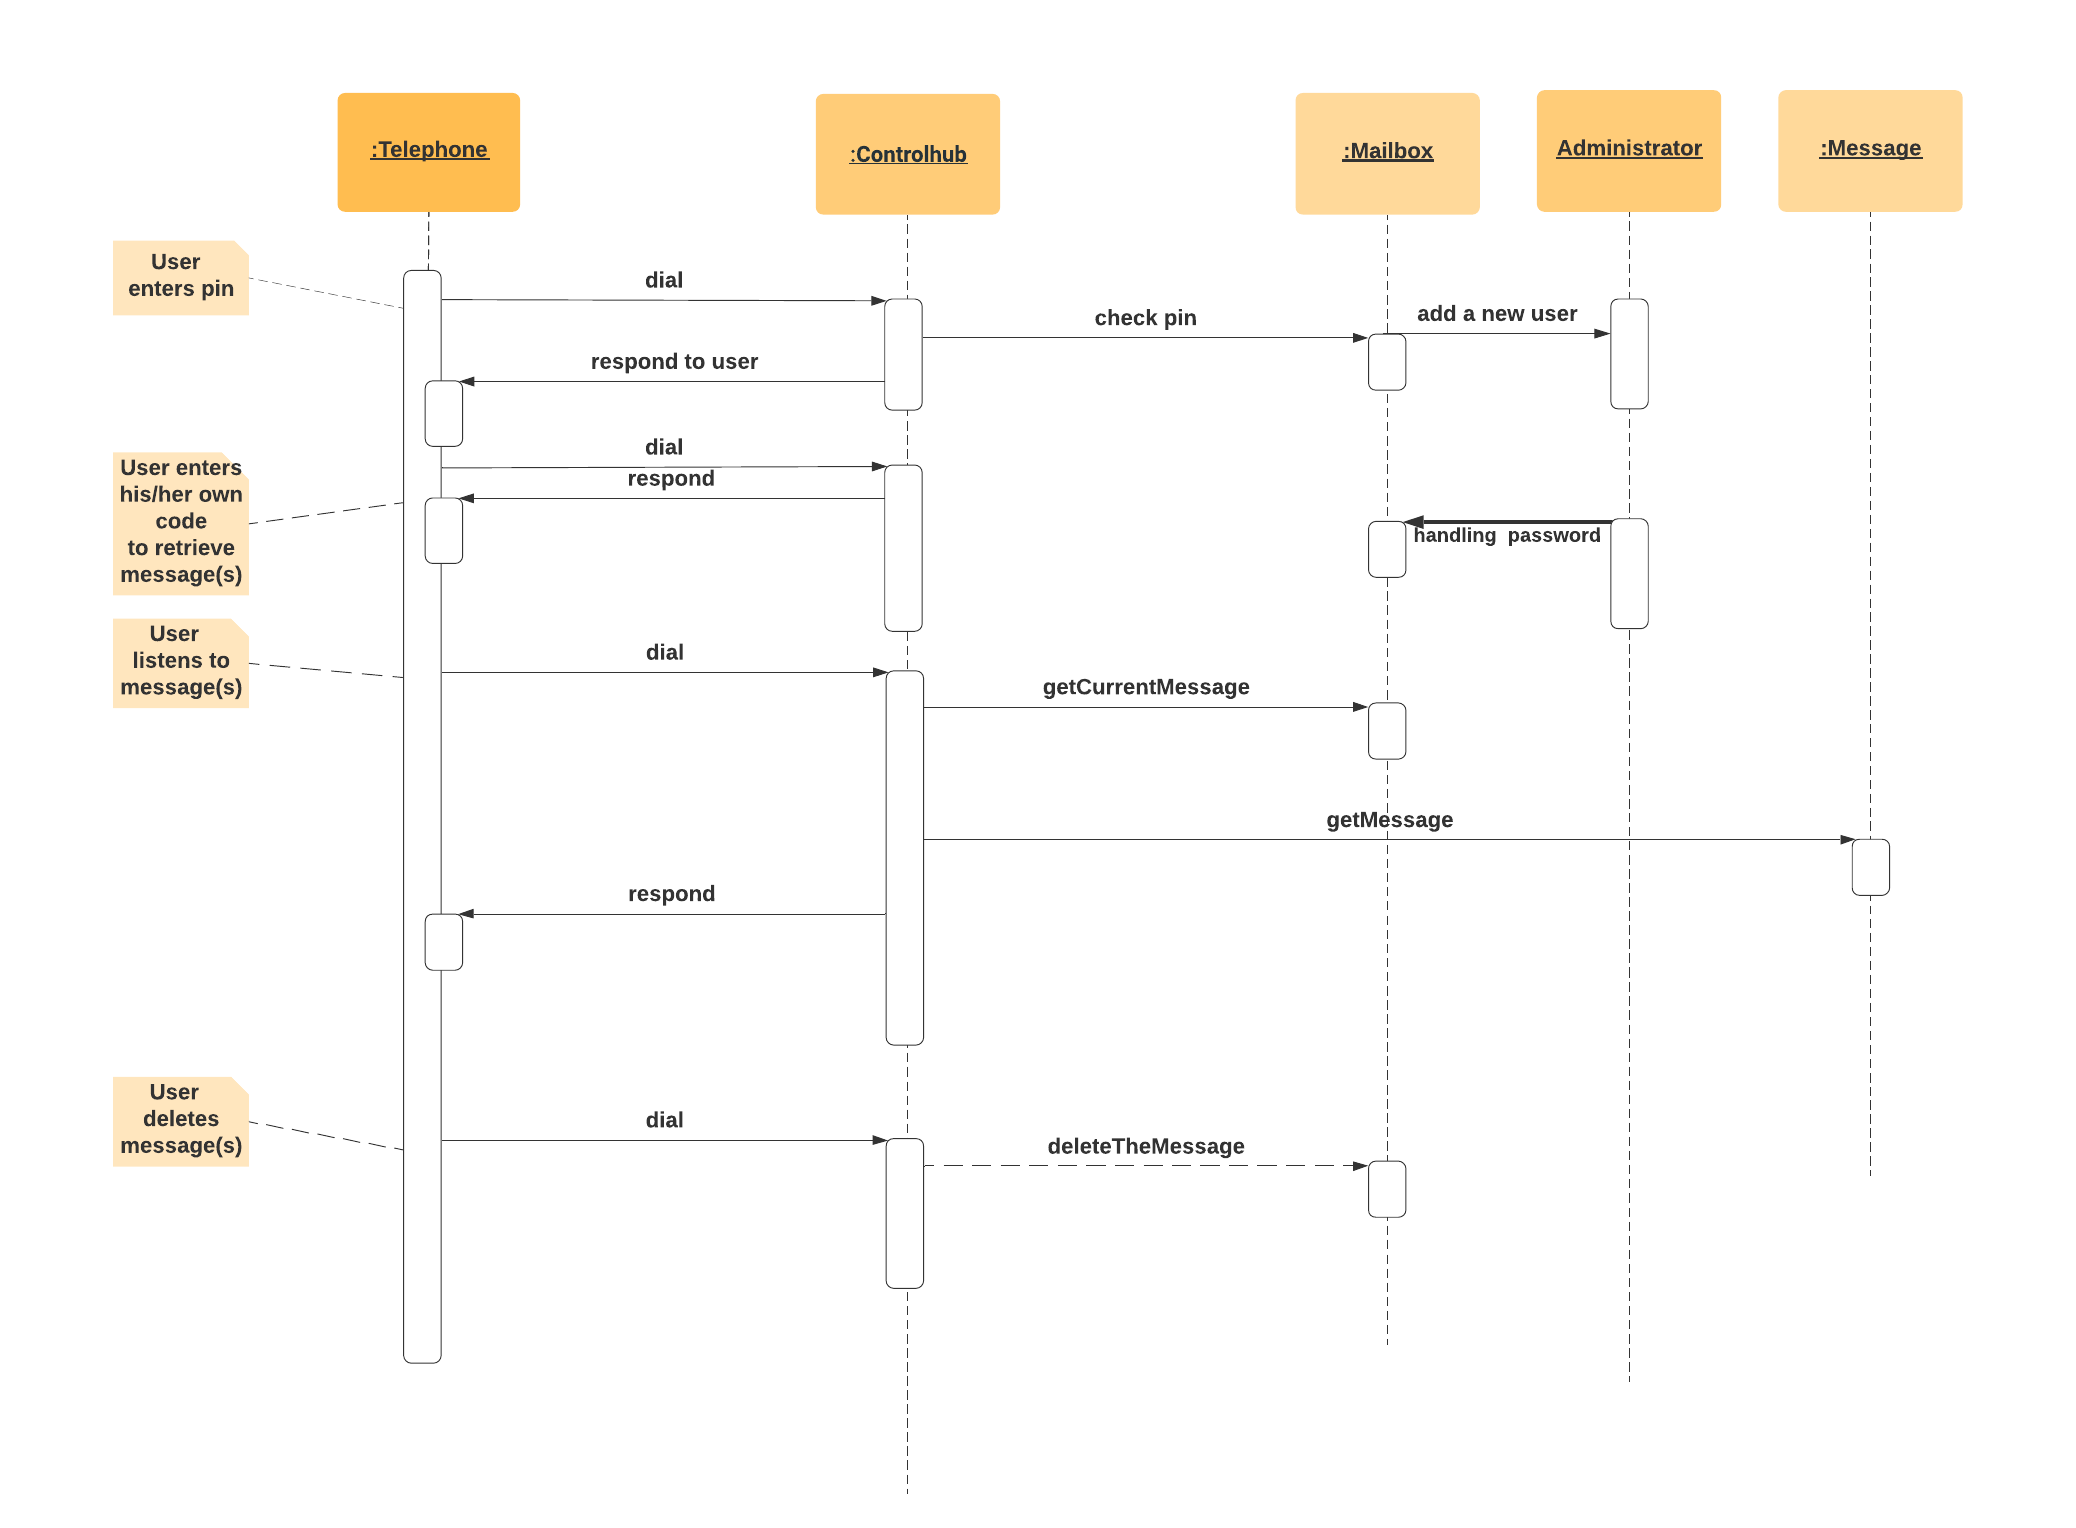 :Telephone
:Controlhub
:Mailbox
Administrator
:Message
User
enters pin
dial
check pin
add a new user
respond to user
User enters
his/her own
code
to retrieve
message(s)
dial
respond
handling  password
User
listens to
message(s)
dial
getCurrentMessage
getMessage
respond
User
deletes
message(s)
dial
deleteTheMessage